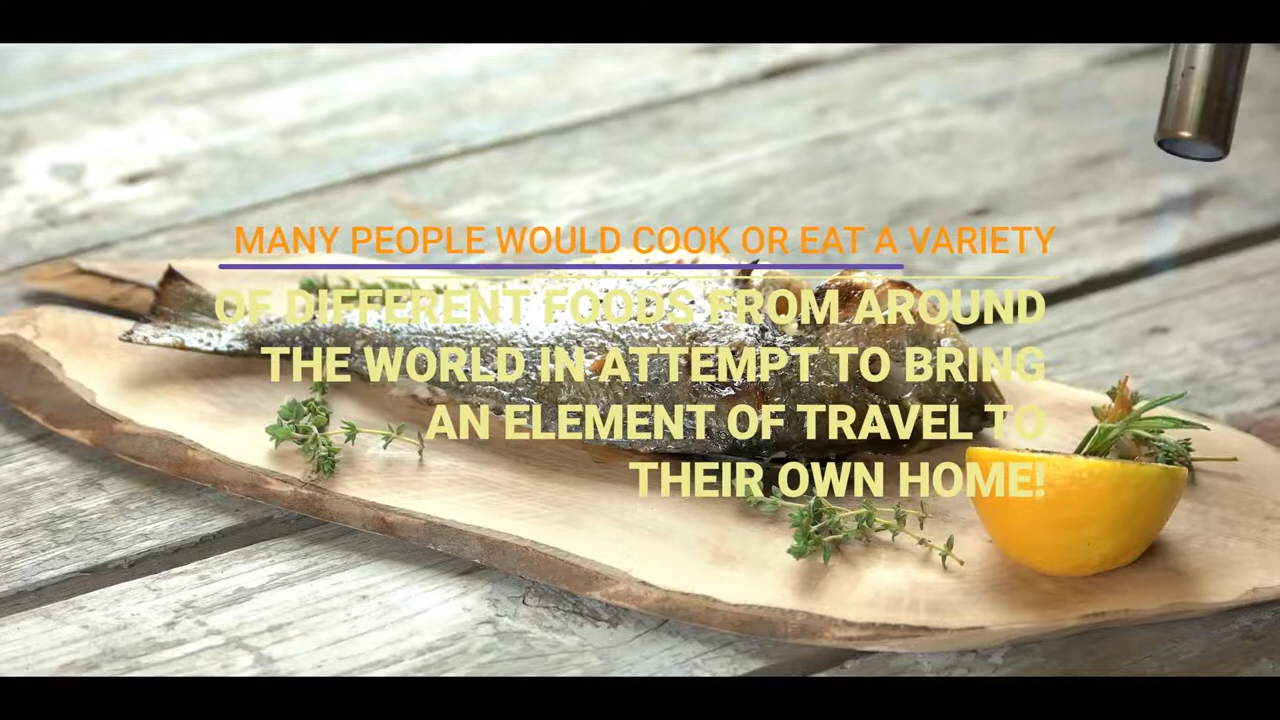 MANY PEOPLE WOULD COOK OR EAT A VARIETY
OF DIFFERENT FOODS FROM AROUND
THE WORLD IN ATTEMPT TO BRING
AN ELEMENT OF TRAVEL TO
THEIR OWN HOME!